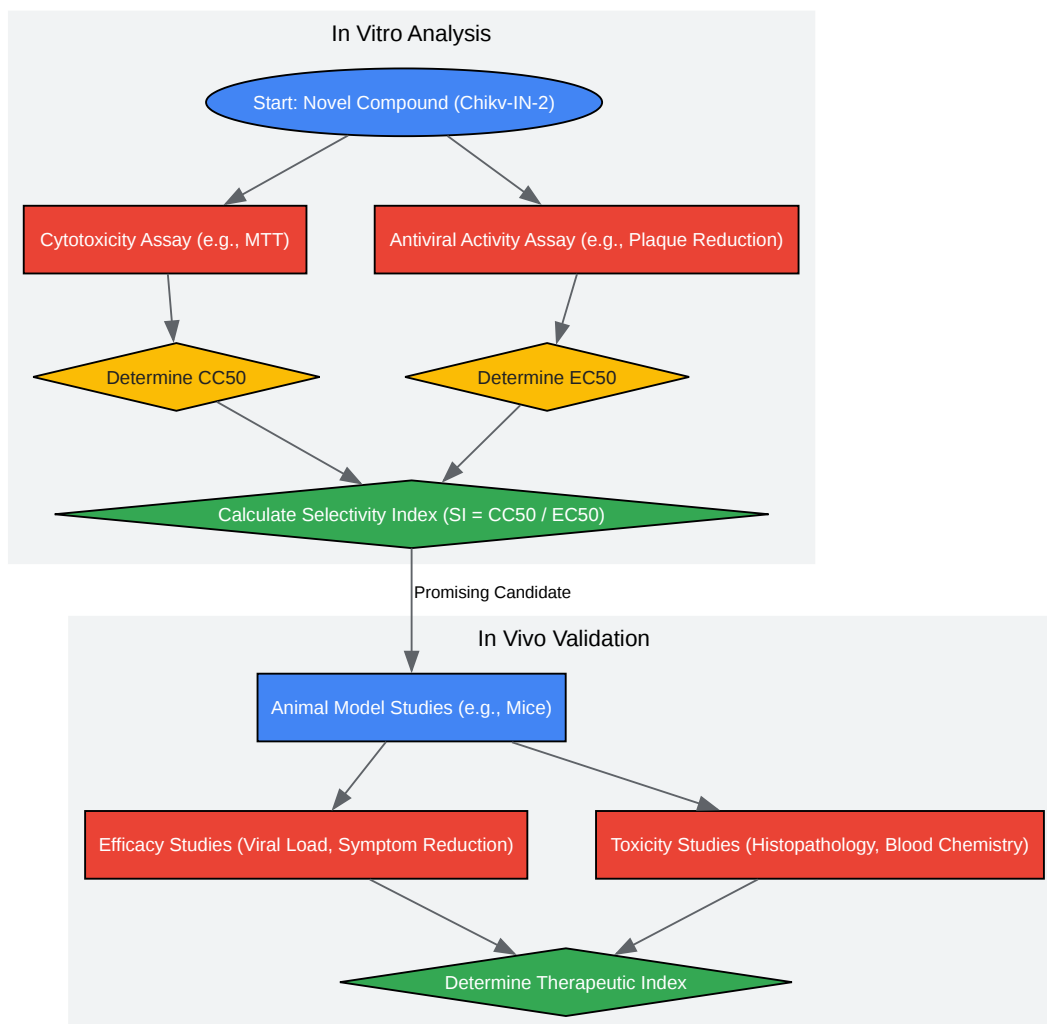 In Vitro Analysis
Start: Novel Compound (Chikv-IN-2)
Cytotoxicity Assay (e.g., MTT)
Antiviral Activity Assay (e.g., Plaque Reduction)
Determine CC50
Determine EC50
Calculate Selectivity Index (SI = CC50 / EC50)
Promising Candidate
In Vivo Validation
Animal Model Studies (e.g., Mice)
Efficacy Studies (Viral Load, Symptom Reduction)
Toxicity Studies (Histopathology, Blood Chemistry)
Determine Therapeutic Index